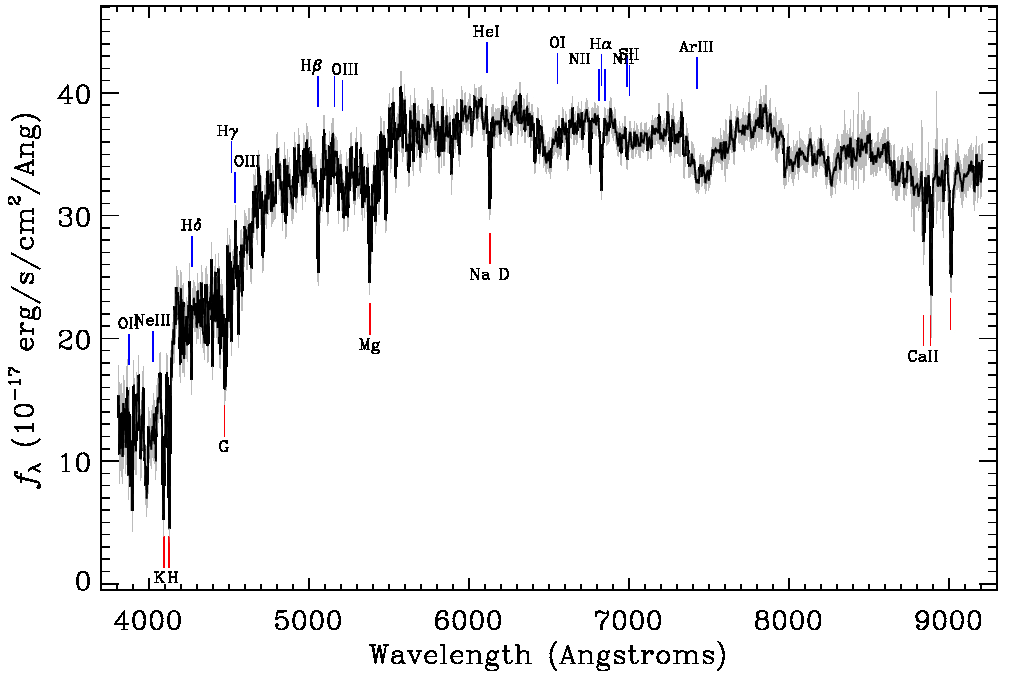 HeI
OI
Hα
ArIII
NII
NII
SII
Hβ
OIII
Hγ
OIII
Hδ
OII
NeIII
Na D
Mg
CaII
G
K H
40
30
20
10
0
4000 5000 6000 7000 8000 9000
Wavelength (Angstroms)
fλ (10⁻¹⁷ erg/s/cm²/Ang)